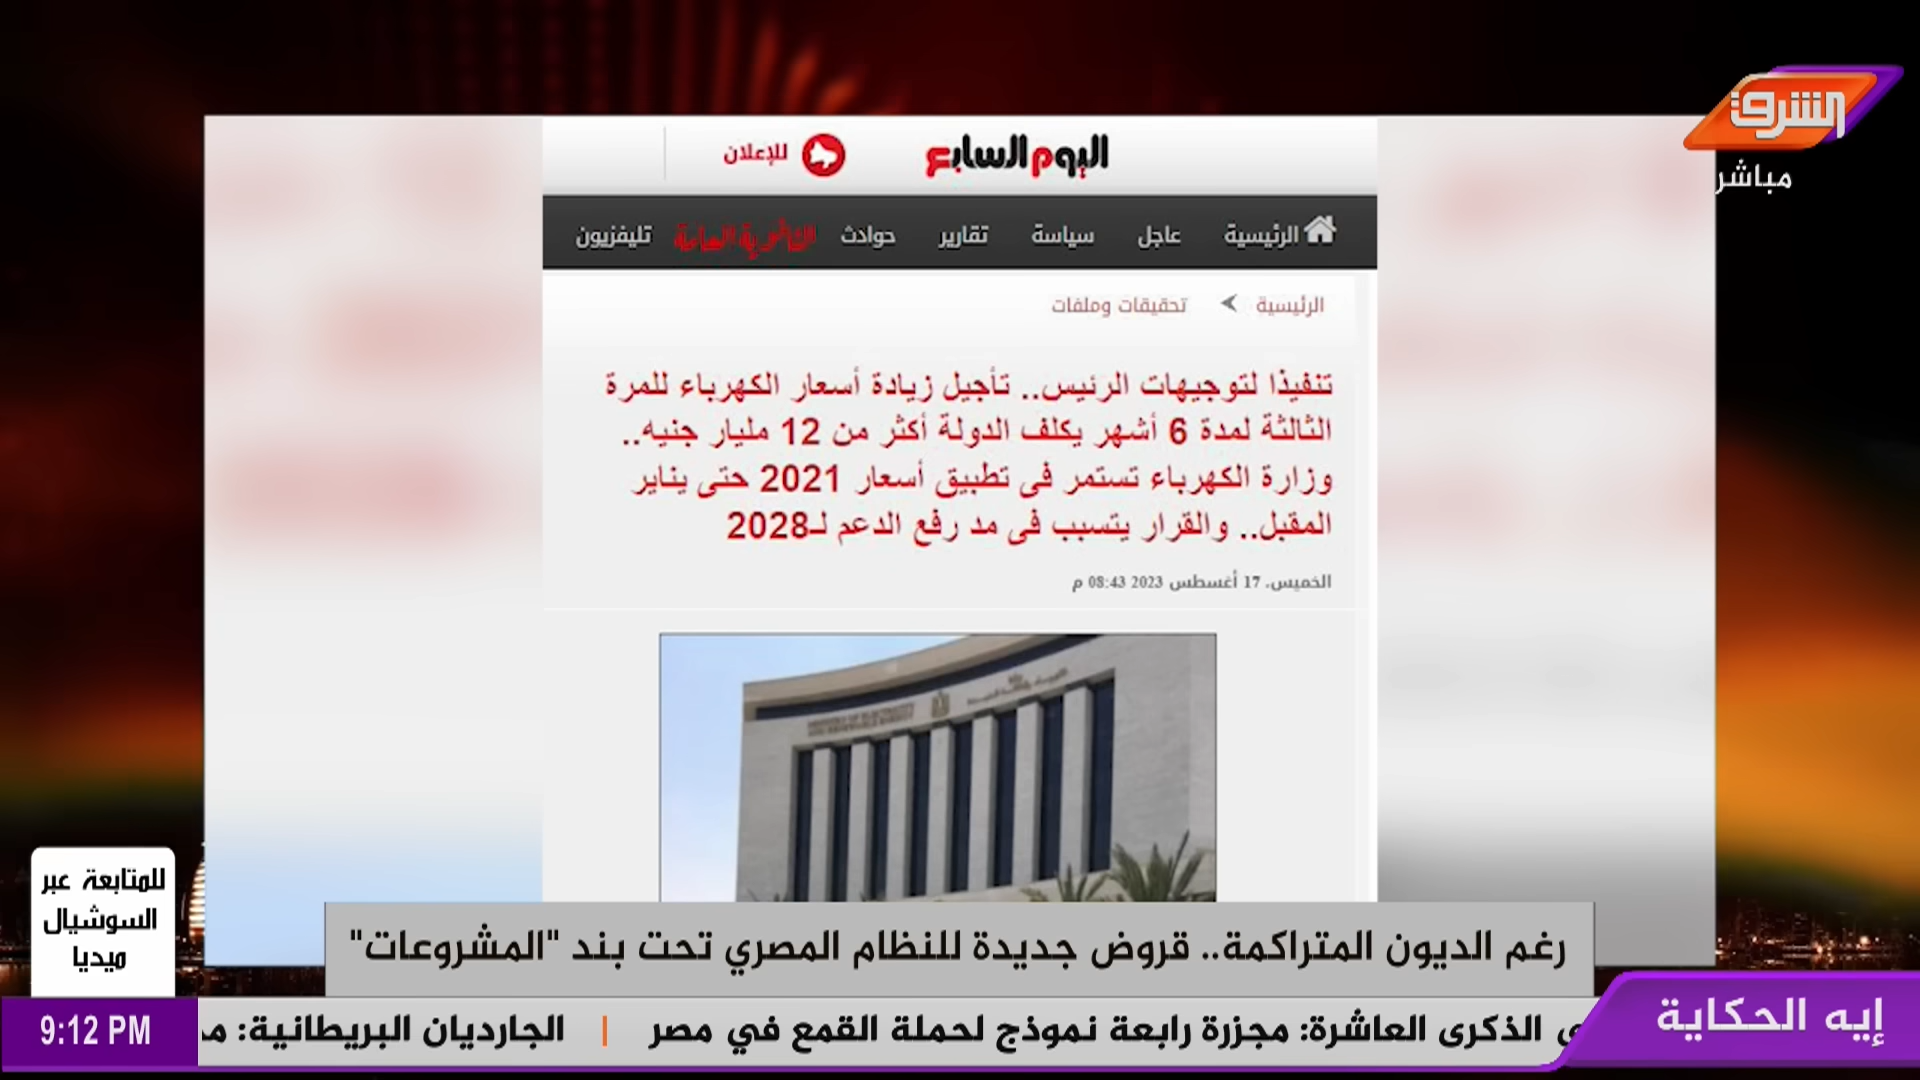 الشرق
مباشر
اليوم السابع
للإعلان
الرئيسية عاجل سياسة تقارير حوادث الثانوية العامة تليفزيون
الرئيسية تحقيقات وملفات
تنفيذا لتوجيهات الرئيس.. تأجيل زيادة أسعار الكهرباء للمرة
الثالثة لمدة 6 أشهر يكلف الدولة أكثر من 12 مليار جنيه..
وزارة الكهرباء تستمر فى تطبيق أسعار 2021 حتى يناير
المقبل.. والقرار يتسبب فى مد رفع الدعم لـ2028
الخميس، 17 أغسطس 2023 08:43 م
للمتابعة عبر
السوشيال
ميديا
رغم الديون المتراكمة.. قروض جديدة للنظام المصري تحت بند "المشروعات"
إيه الحكاية
الذكرى العاشرة: مجزرة رابعة نموذج لحملة القمع في مصر | الجارديان البريطانية:
9:12 PM